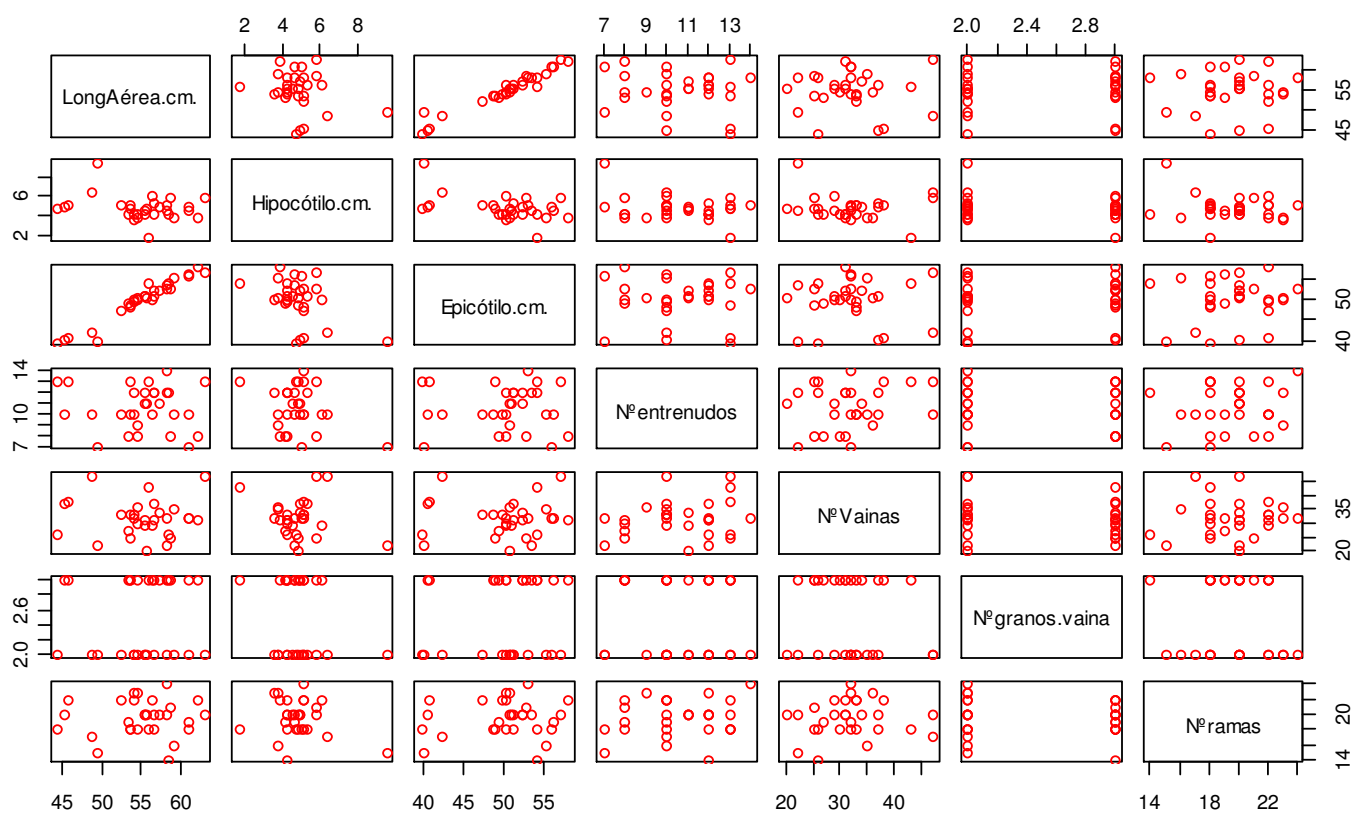 2 4 6 8
7 9 11 13
2.0 2.4 2.8
LongAérea.cm.
45 55
2 6
Hipocótilo.cm.
Epicótilo.cm.
40 50
7 10 14
Nºentrenudos
NºVainas
20 35
2.0 2.6
Nºgranos.vaina
Nºramas
14 20
45 50 55 60
40 45 50 55
20 30 40
14 18 22